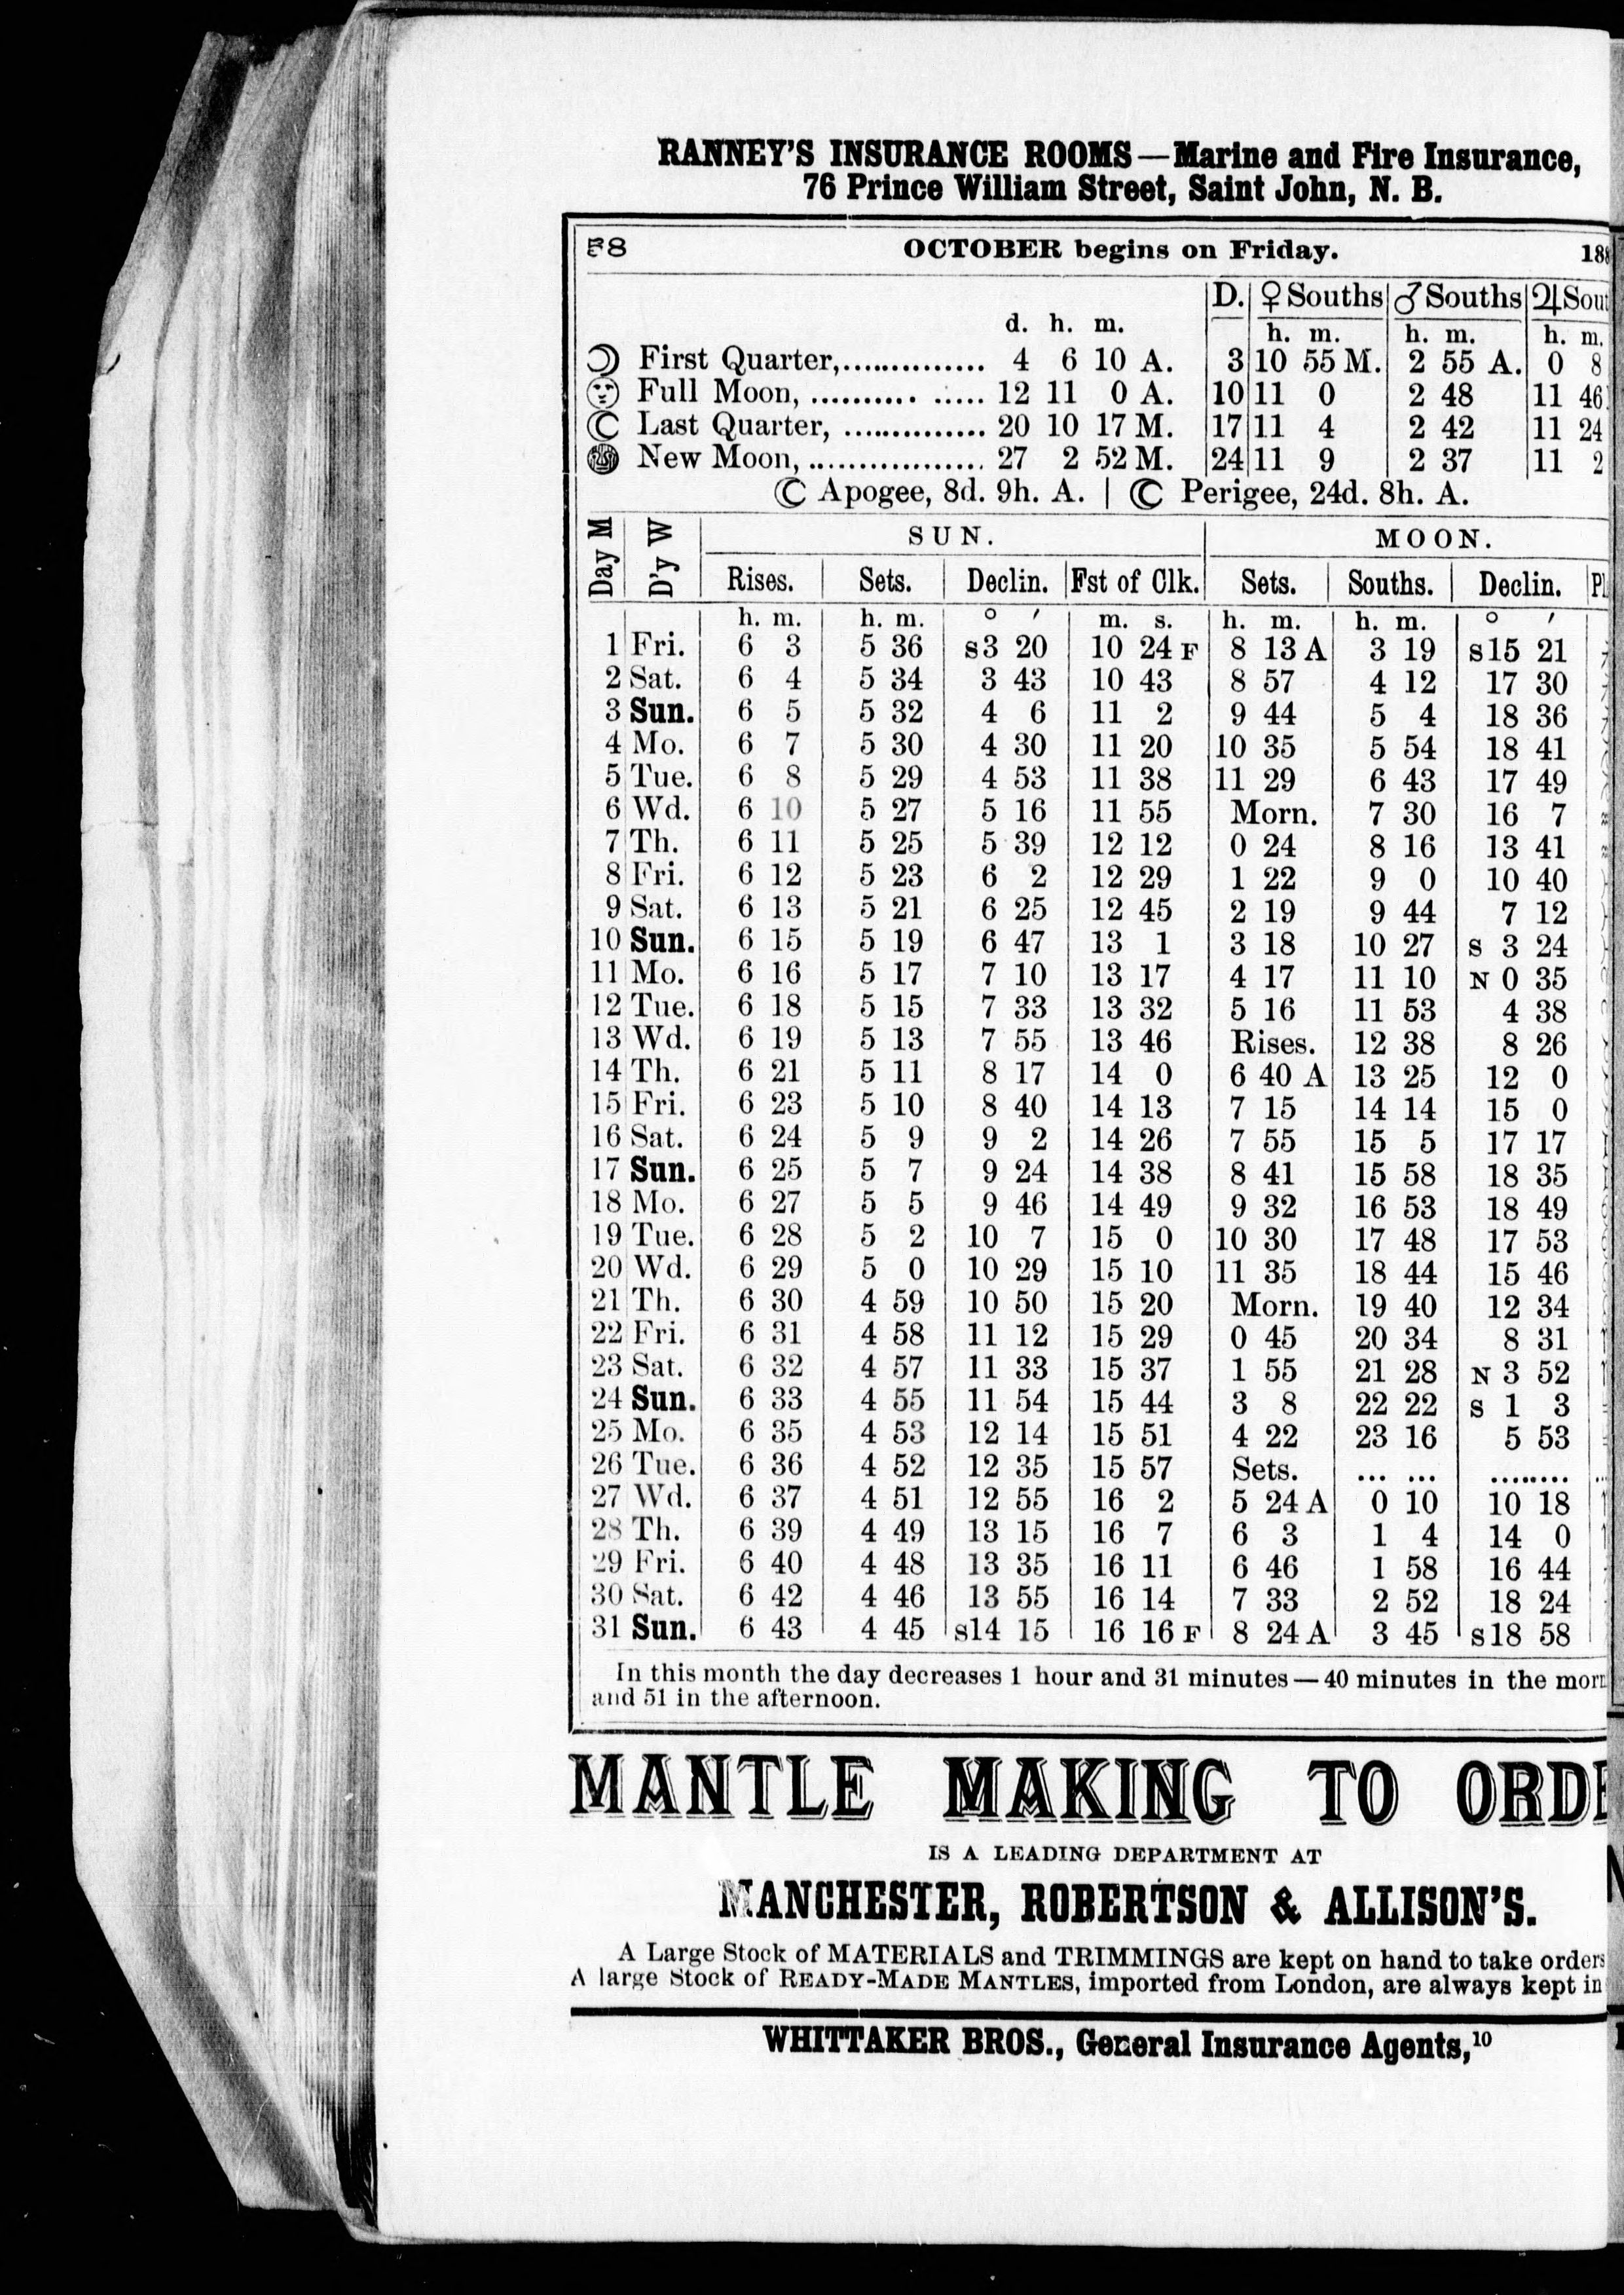 RANNEY'S INSURANCE ROOMS—Marine and Fire Insurance,
76 Prince William Street, Saint John, N. B.
OCTOBER begins on Friday.
D. ♀ Souths ♂ Souths ♃
d. h. m. h. m. h. m. h. m.
First Quarter,.............. 4 6 10 A. 3 10 55 M. 2 55 A. 0 8
Full Moon, .......... ..... 12 11 0 A. 10 11 0 2 48 11 46
Last Quarter, .............. 20 10 17 M. 17 11 4 2 42 11 24
New Moon,.................. 27 2 52 M. 24 11 9 2 37 11 2
☾ Apogee, 8d. 9h. A. | ☾ Perigee, 24d. 8h. A.
Day M D'y W SUN. MOON.
Rises. Sets. Declin. Fst of Clk. Sets. Souths. Declin.
h. m. h. m. ° ′ m. s. h. m. h. m. ° ′
1 Fri. 6 3 5 36 s3 20 10 24 F 8 13 A 3 19 s15 21
2 Sat. 6 4 5 34 3 43 10 43 8 57 4 12 17 30
3 Sun. 6 5 5 32 4 6 11 2 9 44 5 4 18 36
4 Mo. 6 7 5 30 4 30 11 20 10 35 5 54 18 41
5 Tue. 6 8 5 29 4 53 11 38 11 29 6 43 17 49
6 Wd. 6 10 5 27 5 16 11 55 Morn. 7 30 16 7
7 Th. 6 11 5 25 5 39 12 12 0 24 8 16 13 41
8 Fri. 6 12 5 23 6 2 12 29 1 22 9 0 10 40
9 Sat. 6 13 5 21 6 25 12 45 2 19 9 44 7 12
10 Sun. 6 15 5 19 6 47 13 1 3 18 10 27 s 3 24
11 Mo. 6 16 5 17 7 10 13 17 4 17 11 10 N 0 35
12 Tue. 6 18 5 15 7 33 13 32 5 16 11 53 4 38
13 Wd. 6 19 5 13 7 55 13 46 Rises. 12 38 8 26
14 Th. 6 21 5 11 8 17 14 0 6 40 A 13 25 12 0
15 Fri. 6 23 5 10 8 40 14 13 7 15 14 14 15 0
16 Sat. 6 24 5 9 9 2 14 26 7 55 15 5 17 17
17 Sun. 6 25 5 7 9 24 14 38 8 41 15 58 18 35
18 Mo. 6 27 5 5 9 46 14 49 9 32 16 53 18 49
19 Tue. 6 28 5 2 10 7 15 0 10 30 17 48 17 53
20 Wd. 6 29 5 0 10 29 15 10 11 35 18 44 15 46
21 Th. 6 30 4 59 10 50 15 20 Morn. 19 40 12 34
22 Fri. 6 31 4 58 11 12 15 29 0 45 20 34 8 31
23 Sat. 6 32 4 57 11 33 15 37 1 55 21 28 N 3 52
24 Sun. 6 33 4 55 11 54 15 44 3 8 22 22 s 1 3
25 Mo. 6 35 4 53 12 14 15 51 4 22 23 16 5 53
26 Tue. 6 36 4 52 12 35 15 57 Sets. ... ... ........
27 Wd. 6 37 4 51 12 55 16 2 5 24 A 0 10 10 18
28 Th. 6 39 4 49 13 15 16 7 6 3 1 4 14 0
29 Fri. 6 40 4 48 13 35 16 11 6 46 1 58 16 44
30 Sat. 6 42 4 46 13 55 16 14 7 33 2 52 18 24
31 Sun. 6 43 4 45 s14 15 16 16 F 8 24 A 3 45 s18 58
In this month the day decreases 1 hour and 31 minutes—40 minutes in the
and 51 in the afternoon.
MANTLE MAKING TO
IS A LEADING DEPARTMENT AT
MANCHESTER, ROBERTSON & ALLISON'S.
A Large Stock of MATERIALS and TRIMMINGS are kept on hand to take orders
A large Stock of READY-MADE MANTLES, imported from London, are always kept in
WHITTAKER BROS., General Insurance Agents,10